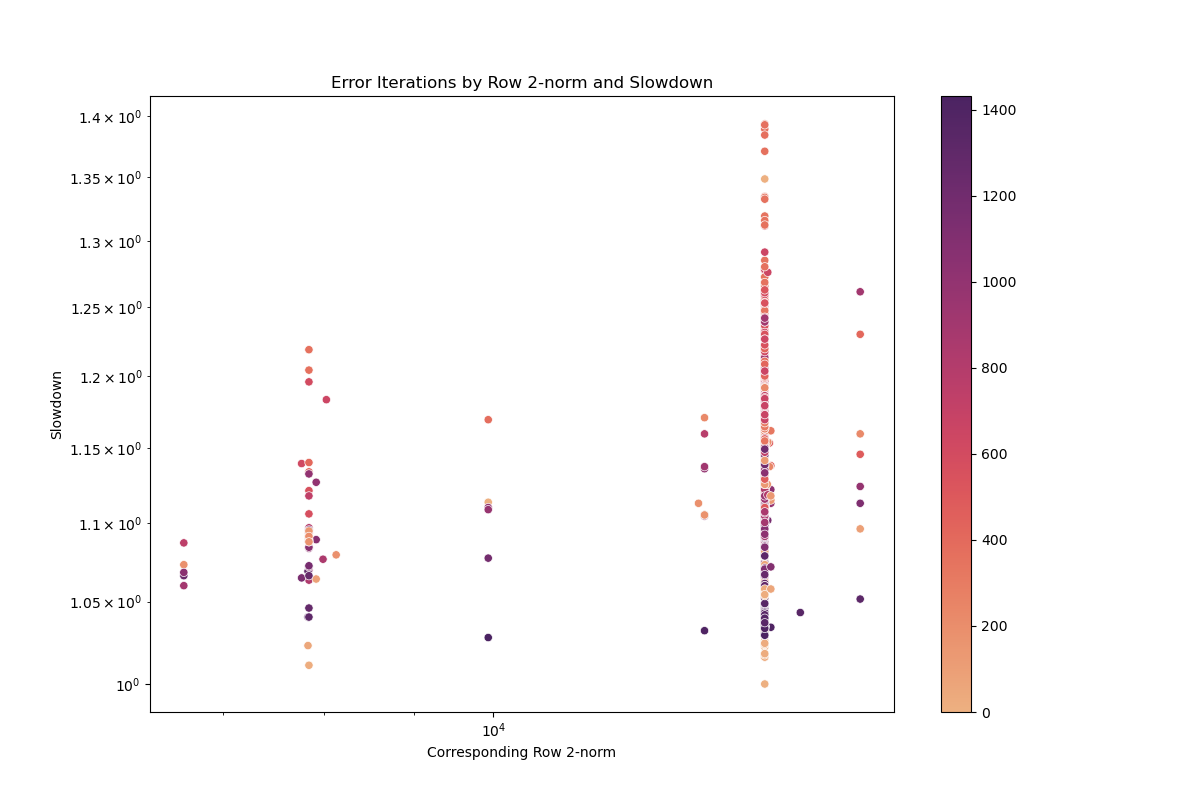 Error Iterations by Row 2-norm and Slowdown
1.4 × 10⁰
1.35 × 10⁰
1.3 × 10⁰
1.25 × 10⁰
1.2 × 10⁰
1.15 × 10⁰
1.1 × 10⁰
1.05 × 10⁰
10⁰
Slowdown
10⁴
Corresponding Row 2-norm
1400
1200
1000
800
600
400
200
0